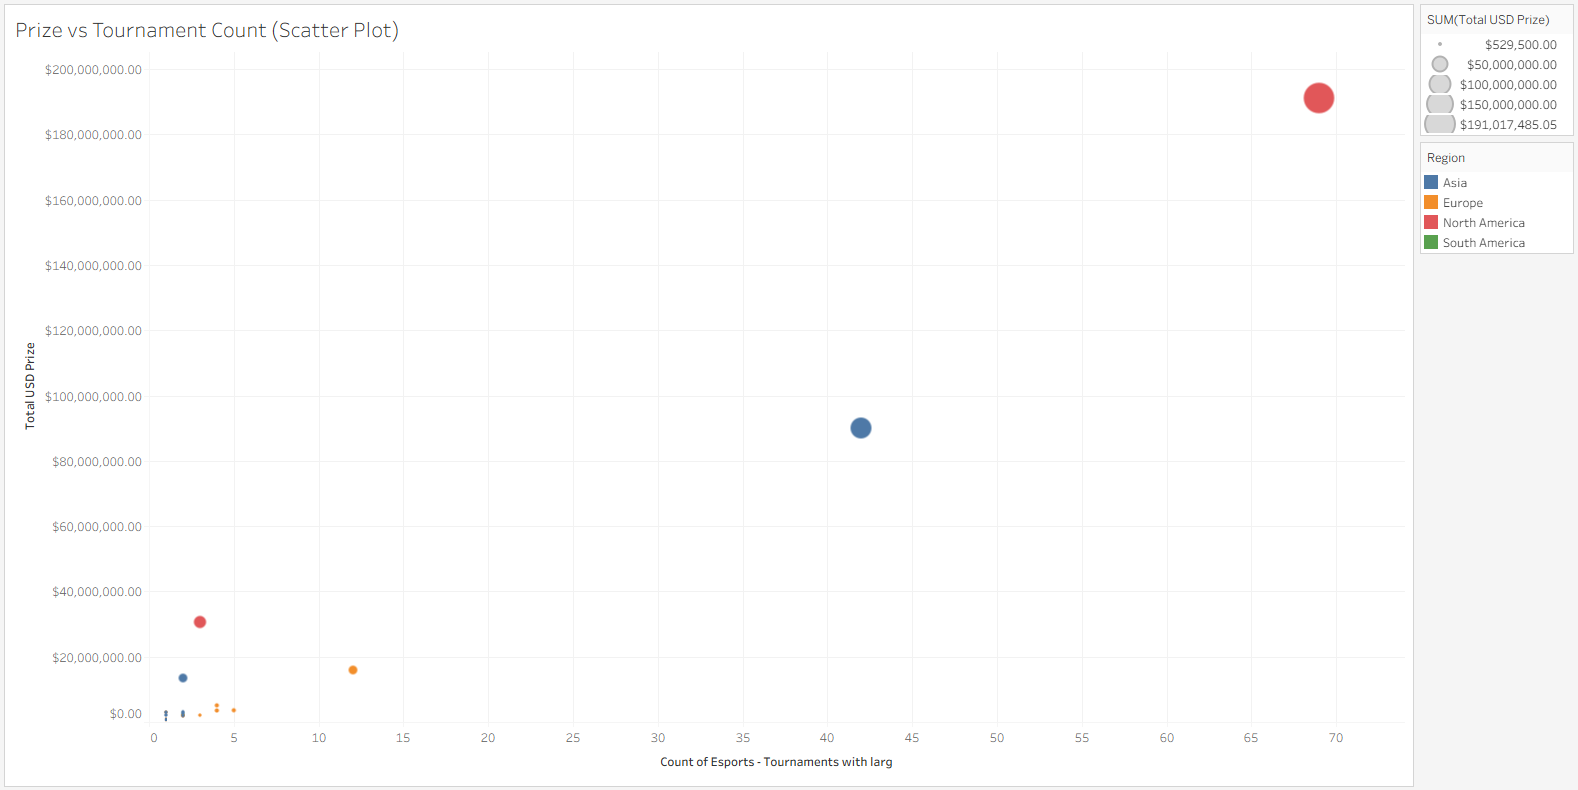 Prize vs Tournament Count (Scatter Plot)
$200,000,000.00
$180,000,000.00
$160,000,000.00
$140,000,000.00
$120,000,000.00
$100,000,000.00
$80,000,000.00
$60,000,000.00
$40,000,000.00
$20,000,000.00
$0.00
Total USD Prize
0 5 10 15 20 25 30 35 40 45 50 55 60 65 70
Count of Esports - Tournaments with larg
SUM(Total USD Prize)
$529,500.00
$50,000,000.00
$100,000,000.00
$150,000,000.00
$191,017,485.05
Region
Asia
Europe
North America
South America